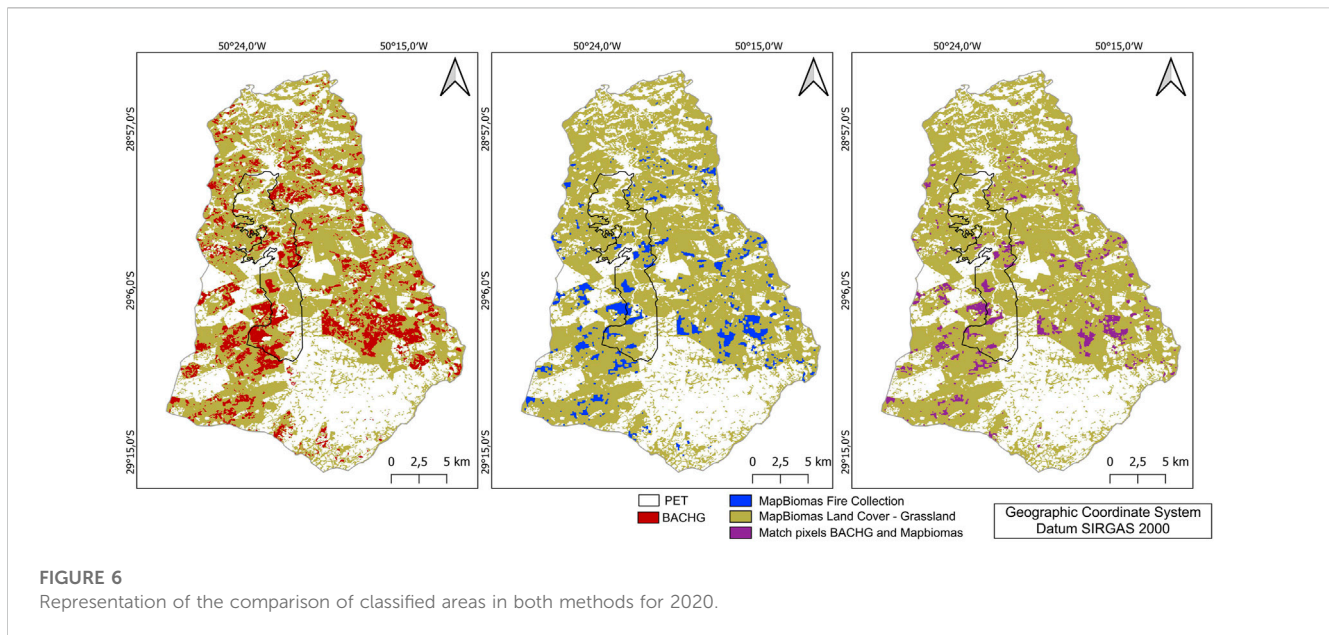 50°24,0'W 50°15,0'W 50°24,0'W 50°15,0'W 50°24,0'W 50°15,0'W
28°57,0'S 28°57,0'S 28°57,0'S
29°6,0'S 29°6,0'S 29°6,0'S
29°15,0'S 29°15,0'S 29°15,0'S
0 2,5 5 km 0 2,5 5 km 0 2,5 5 km
PET
BACHG
MapBiomas Fire Collection
MapBiomas Land Cover - Grassland
Match pixels BACHG and Mapbiomas
Geographic Coordinate System
Datum SIRGAS 2000
FIGURE 6
Representation of the comparison of classified areas in both methods for 2020.